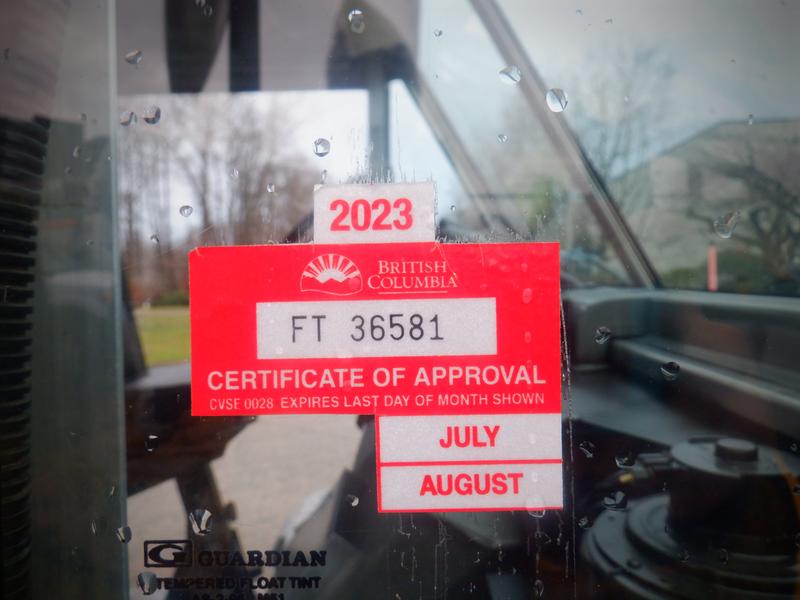 2023
BRITISH
COLUMBIA
FT 36581
CERTIFICATE OF APPROVAL
CVSE 0028 EXPIRES LAST DAY OF MONTH SHOWN
JULY
AUGUST
G GUARDIAN
TEMPERED FLOAT TINT